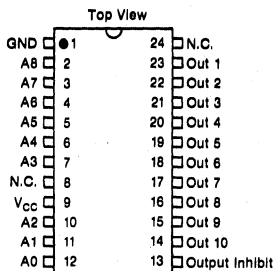 Top View
GND 1 24 N.C.
A8 2 23 Out 1
A7 3 22 Out 2
A6 4 21 Out 3
A5 5 20 Out 4
A4 6 19 Out 5
A3 7 18 Out 6
N.C. 8 17 Out 7
VCC 9 16 Out 8
A2 10 15 Out 9
A1 11 14 Out 10
A0 12 13 Output Inhibit